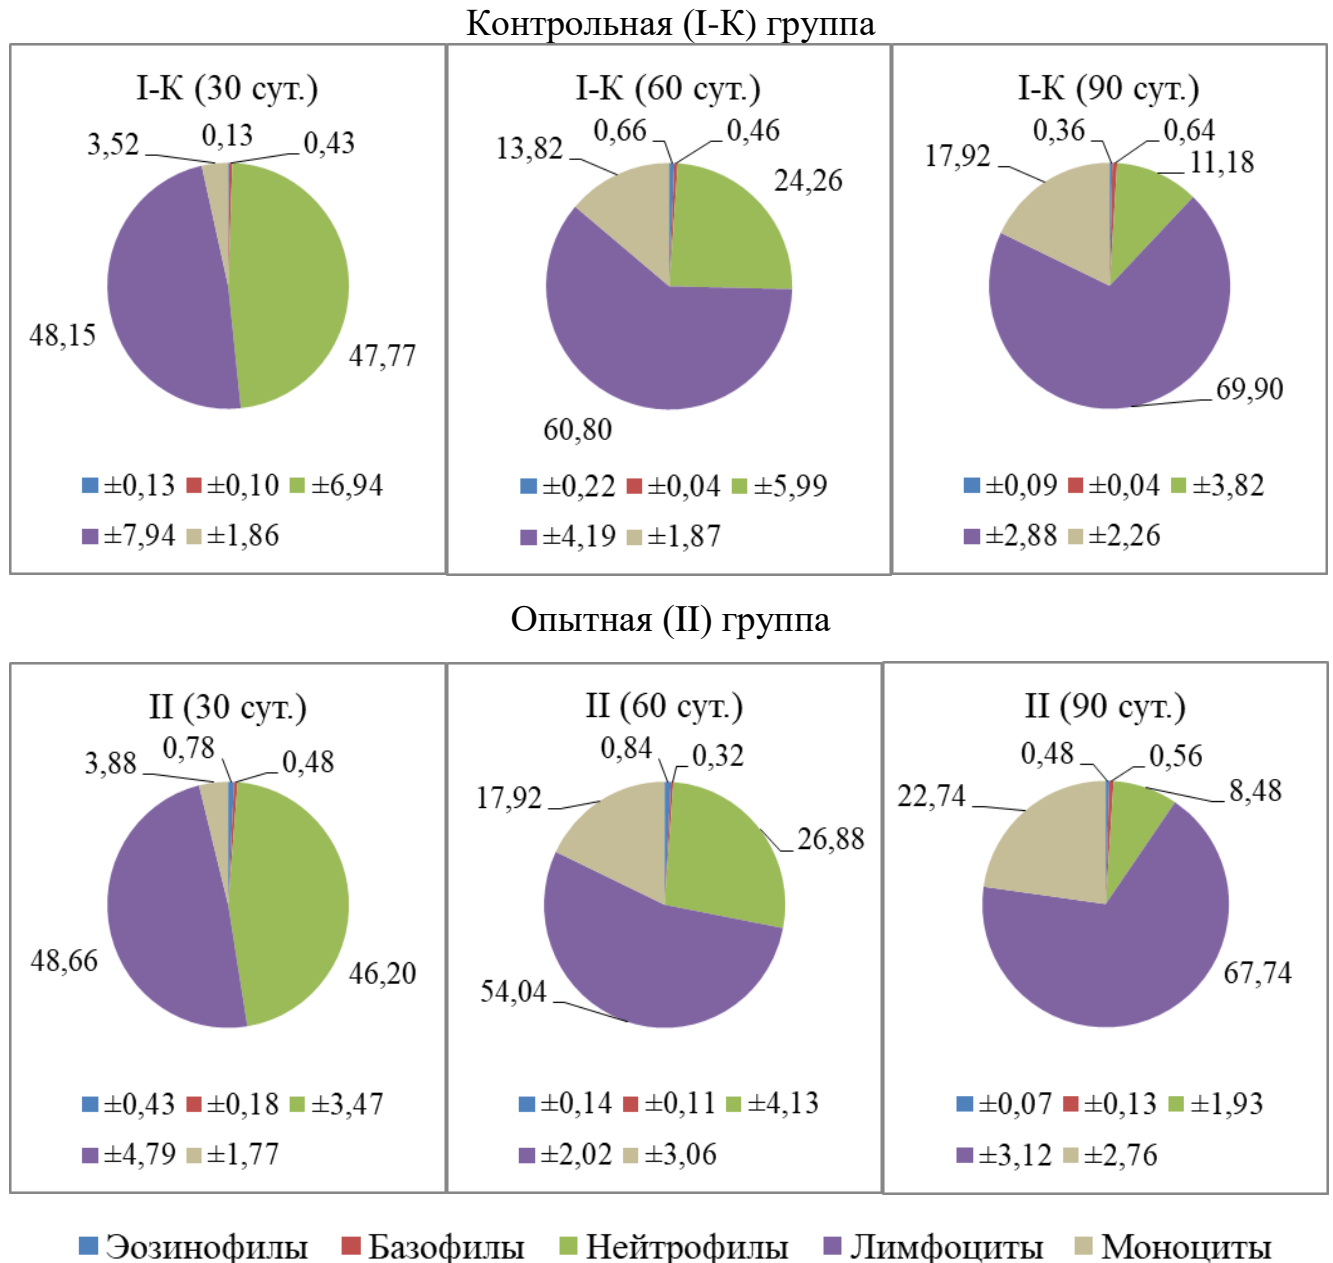 Контрольная (I-К) группа
I-К (30 сут.)
3,52 0,13 0,43
48,15
47,77
±0,13 ±0,10 ±6,94
±7,94 ±1,86
I-К (60 сут.)
13,82 0,66 0,46
24,26
60,80
±0,22 ±0,04 ±5,99
±4,19 ±1,87
I-К (90 сут.)
17,92 0,36 0,64
11,18
69,90
±0,09 ±0,04 ±3,82
±2,88 ±2,26
Опытная (II) группа
II (30 сут.)
3,88 0,78 0,48
48,66
46,20
±0,43 ±0,18 ±3,47
±4,79 ±1,77
II (60 сут.)
0,84 0,32
17,92
26,88
54,04
±0,14 ±0,11 ±4,13
±2,02 ±3,06
II (90 сут.)
0,48 0,56
22,74 8,48
67,74
±0,07 ±0,13 ±1,93
±3,12 ±2,76
Эозинофилы Базофилы Нейтрофилы Лимфоциты Моноциты